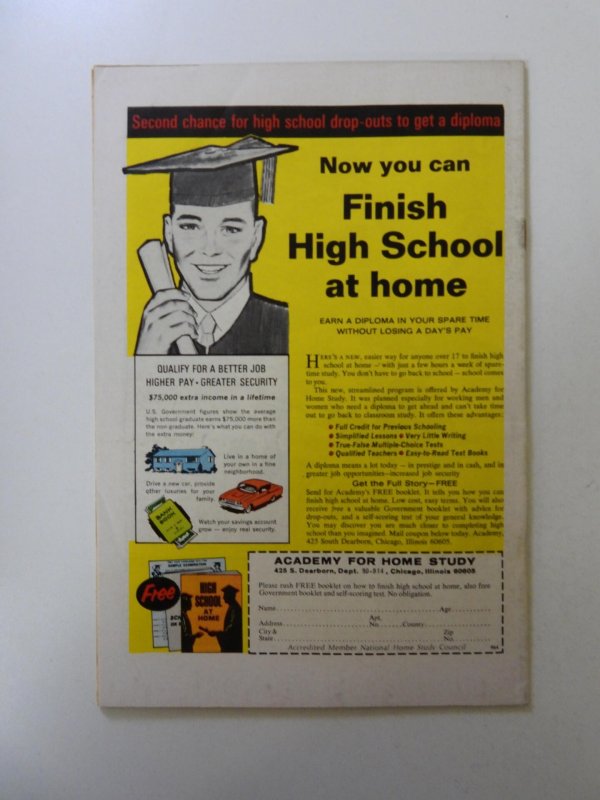 Second chance for high school drop-outs to get a diploma
Now you can
Finish
High School
at home
EARN A DIPLOMA IN YOUR SPARE TIME
WITHOUT LOSING A DAY'S PAY
QUALIFY FOR A BETTER JOB
HIGHER PAY • GREATER SECURITY
$75,000 extra income in a lifetime
U.S. Government figures show the average
high school graduate earns $75,000 more than
the non graduate. Here's what you can do with
the extra money:
Live in a home of
your own in a fine
neighborhood.
Drive a new car, provide
other luxuries for your
family.
BANK
BOOK
Watch your savings account
grow — enjoy real security.
HERE'S A NEW, easier way for anyone over 17 to finish high
school at home — with just a few hours a week of spare-
time study. You don't have to go back to school — school comes
to you.
This new, streamlined program is offered by Academy for
Home Study. It was planned especially for working men and
women who need a diploma to get ahead and can't take time
out to go back to classroom study. It offers these advantages:
• Full Credit for Previous Schooling
• Simplified Lessons • Very Little Writing
• True-False Multiple-Choice Tests
• Qualified Teachers • Easy-to-Read Text Books
A diploma means a lot today — in prestige and in cash, and in
greater job opportunities—increased job security
Get the Full Story—FREE
Send for Academy's FREE booklet. It tells you how you can
finish high school at home. Low cost, easy terms. You will also
receive free a valuable Government booklet with advice for
drop-outs, and a self-scoring test of your general knowledge.
You may discover you are much closer to completing high
school than you imagined. Mail coupon below today. Academy,
425 South Dearborn, Chicago, Illinois 60605.
SAMPLE EXAMINATION
Free
HIGH
SCHOOL
AT
HOME
ACADEMY FOR HOME STUDY
425 S. Dearborn, Dept. 90-914, Chicago, Illinois 60605
Please rush FREE booklet on how to finish high school at home, also free
Government booklet and self-scoring test. No obligation.
Name Age
Apt.
Address No. County
City & Zip
State No.
Accredited Member National Home Study Council